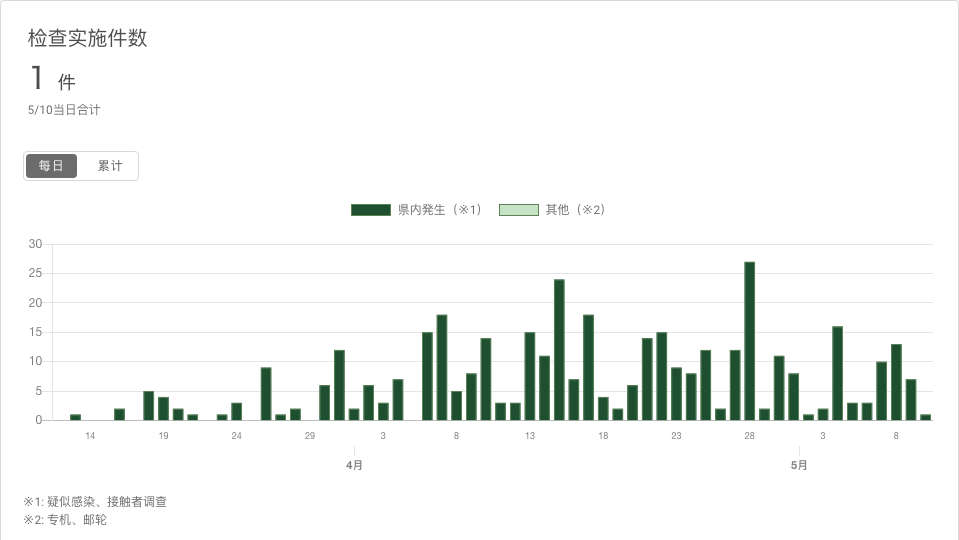 检查实施件数
1 件
5/10当日合计
每日 累计
県内発生（※1） 其他（※2）
30
25
20
15
10
5
0
14 19 24 29 3 8 13 18 23 28 3 8
4月 5月
※1: 疑似感染、接触者调查
※2: 专机、邮轮